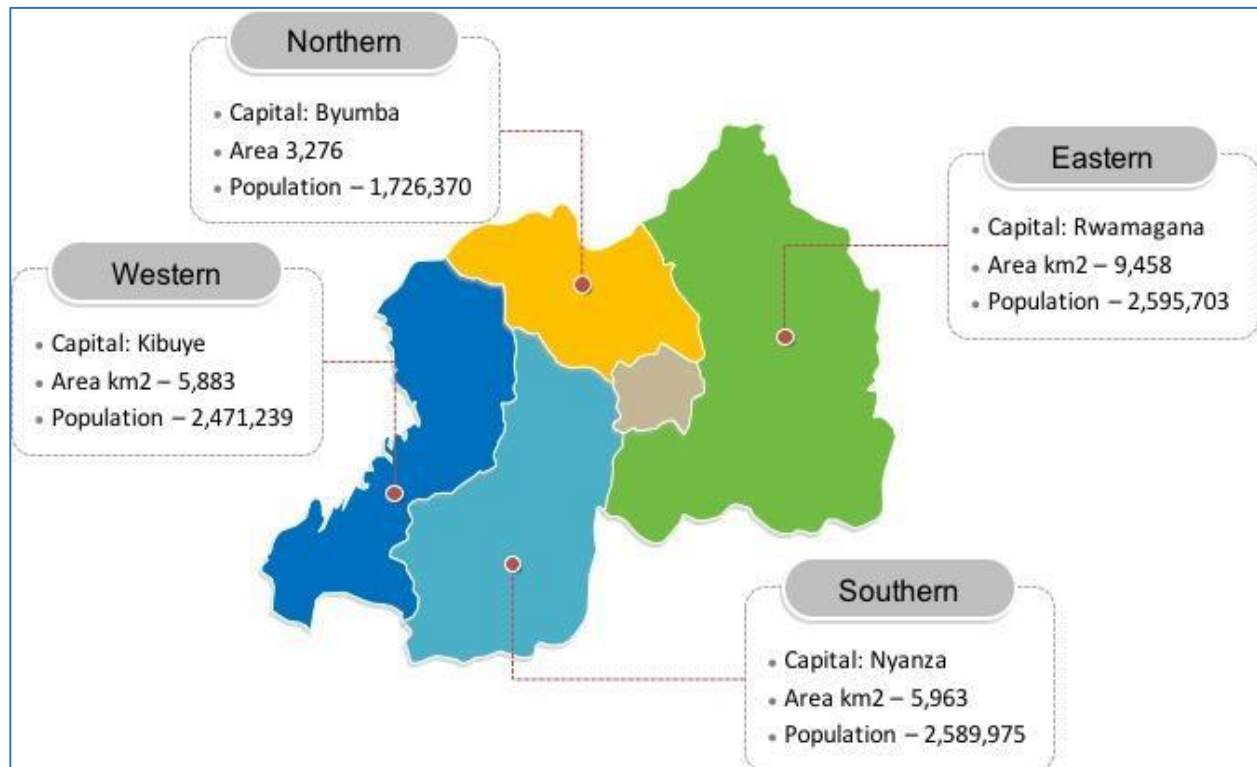 Northern
• Capital: Byumba
• Area 3,276
• Population – 1,726,370
Eastern
• Capital: Rwamagana
• Area km2 – 9,458
• Population – 2,595,703
Western
• Capital: Kibuye
• Area km2 – 5,883
• Population – 2,471,239
Southern
• Capital: Nyanza
• Area km2 – 5,963
• Population – 2,589,975